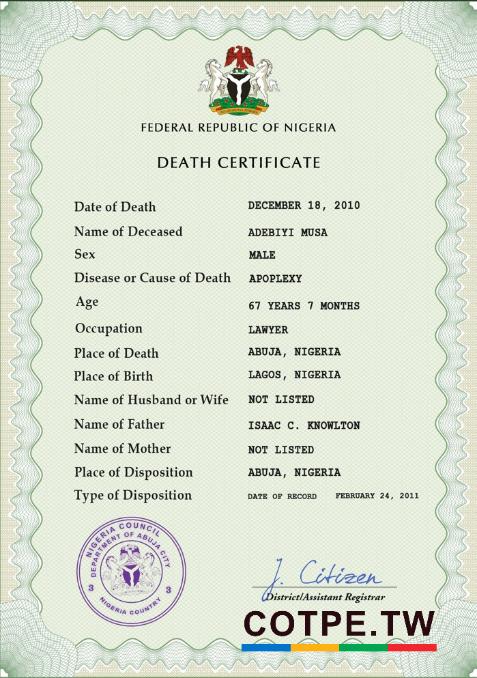 FEDERAL REPUBLIC OF NIGERIA
DEATH CERTIFICATE
Date of Death DECEMBER 18, 2010
Name of Deceased ADEBIYI MUSA
Sex MALE
Disease or Cause of Death APOPLEXY
Age 67 YEARS 7 MONTHS
Occupation LAWYER
Place of Death ABUJA, NIGERIA
Place of Birth LAGOS, NIGERIA
Name of Husband or Wife NOT LISTED
Name of Father ISAAC C. KNOWLTON
Name of Mother NOT LISTED
Place of Disposition ABUJA, NIGERIA
Type of Disposition DATE OF RECORD FEBRUARY 24, 2011
NIGERIA COUNCIL
DEPARTMENT OF ABUJA CITY
3 3
NIGERIA COUNTRY
J. Citizen
District/Assistant Registrar
COTPE.TW